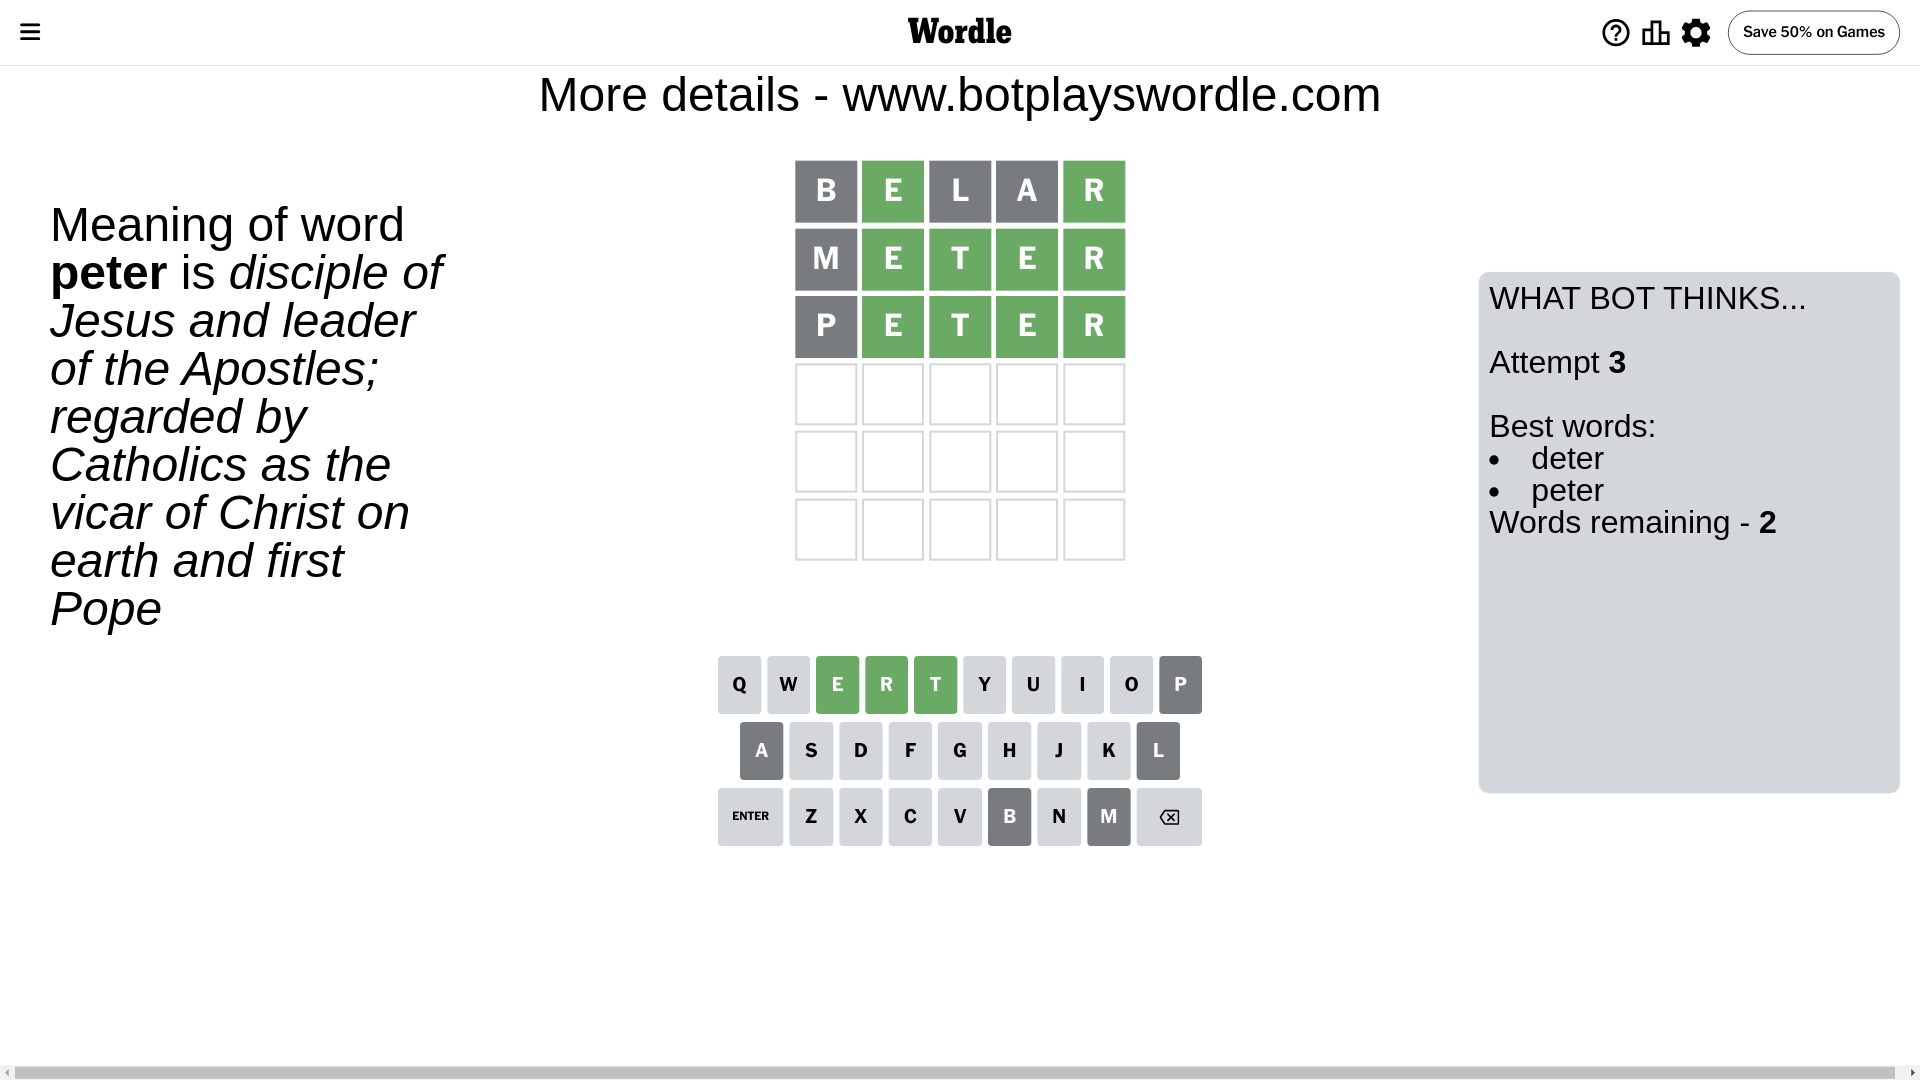 Wordle
Save 50% on Games
More details - www.botplayswordle.com
Meaning of word
peter is disciple of
Jesus and leader
of the Apostles;
regarded by
Catholics as the
vicar of Christ on
earth and first
Pope
B E L A R
M E T E R
P E T E R
WHAT BOT THINKS...
Attempt 3
Best words:
• deter
• peter
Words remaining - 2
Q W E R T Y U I O P
A S D F G H J K L
ENTER Z X C V B N M